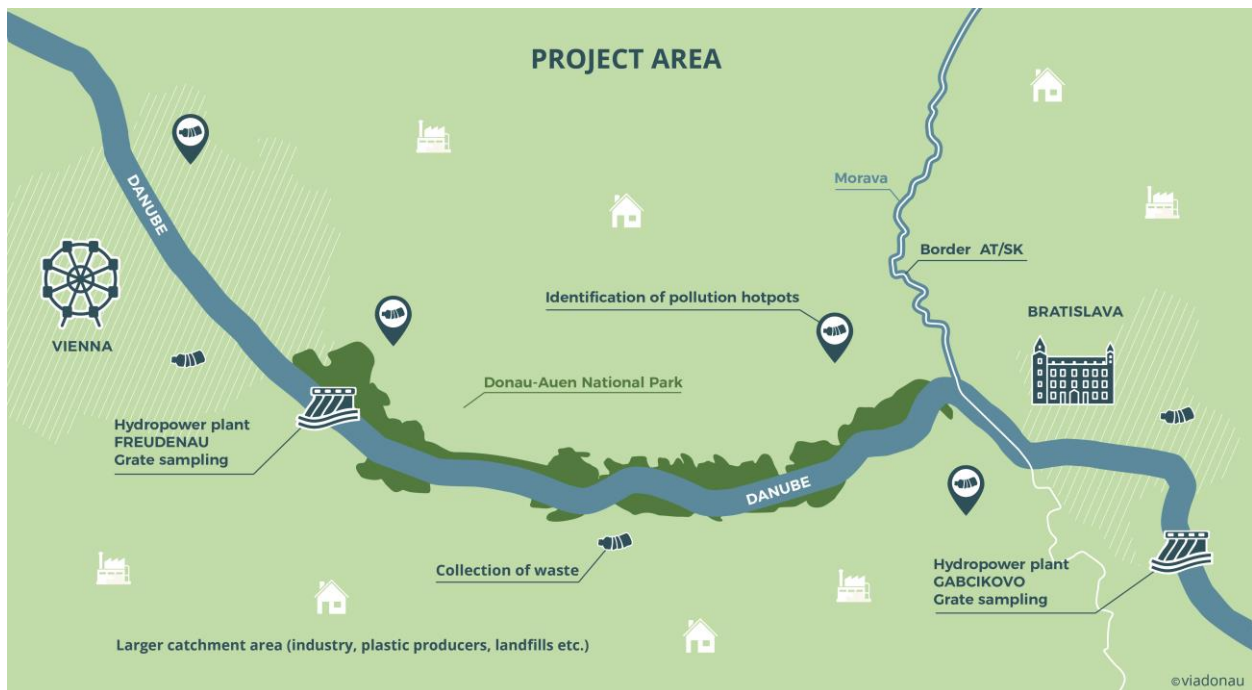 PROJECT AREA
DANUBE
Morava
Border AT/SK
Identification of pollution hotpots
BRATISLAVA
VIENNA
Donau-Auen National Park
Hydropower plant
FREUDENAU
Grate sampling
DANUBE
Collection of waste
Hydropower plant
GABCIKOVO
Grate sampling
Larger catchment area (industry, plastic producers, landfills etc.)
©viadonau